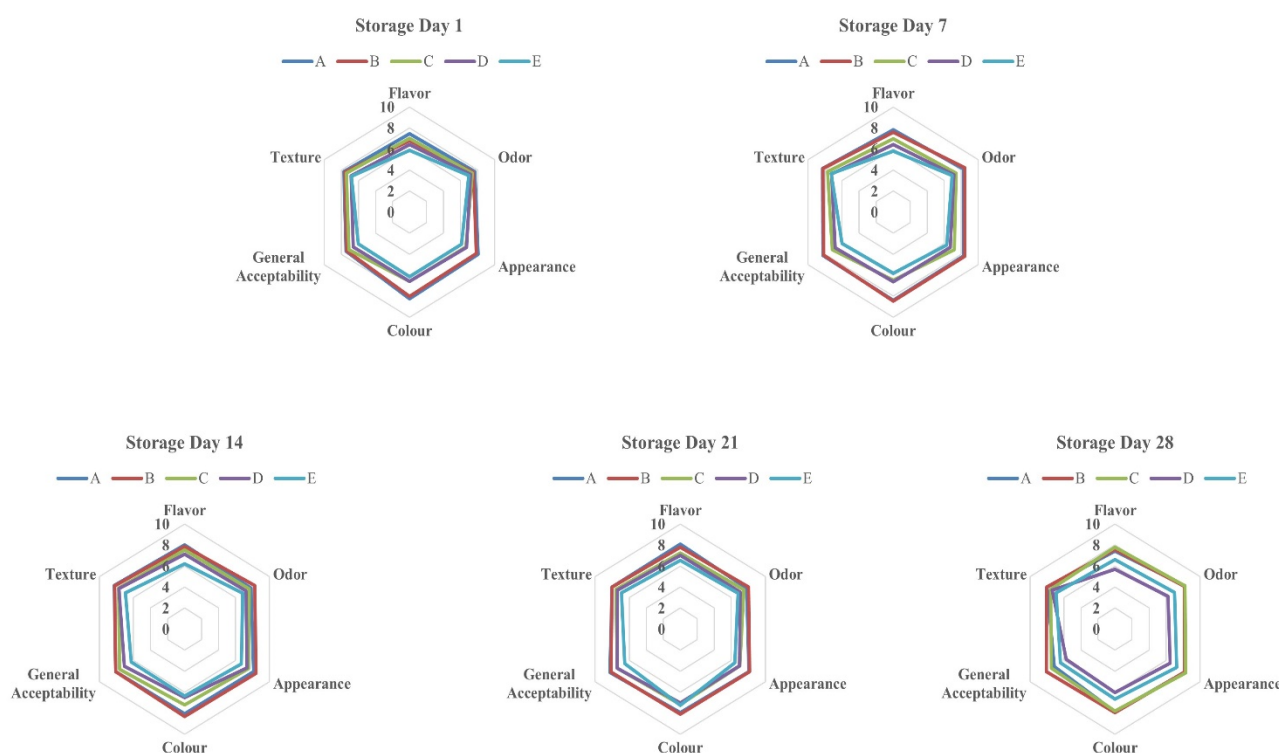 Storage Day 1
A B C D E
Flavor
10
8
6
4
2
0
Odor
Appearance
Colour
General
Acceptability
Texture
Storage Day 7
A B C D E
Flavor
10
8
6
4
2
0
Odor
Appearance
Colour
General
Acceptability
Texture
Storage Day 14
A B C D E
Flavor
10
8
6
4
2
0
Odor
Appearance
Colour
General
Acceptability
Texture
Storage Day 21
A B C D E
Flavor
10
8
6
4
2
0
Odor
Appearance
Colour
General
Acceptability
Texture
Storage Day 28
A B C D E
Flavor
10
8
6
4
2
0
Odor
Appearance
Colour
General
Acceptability
Texture